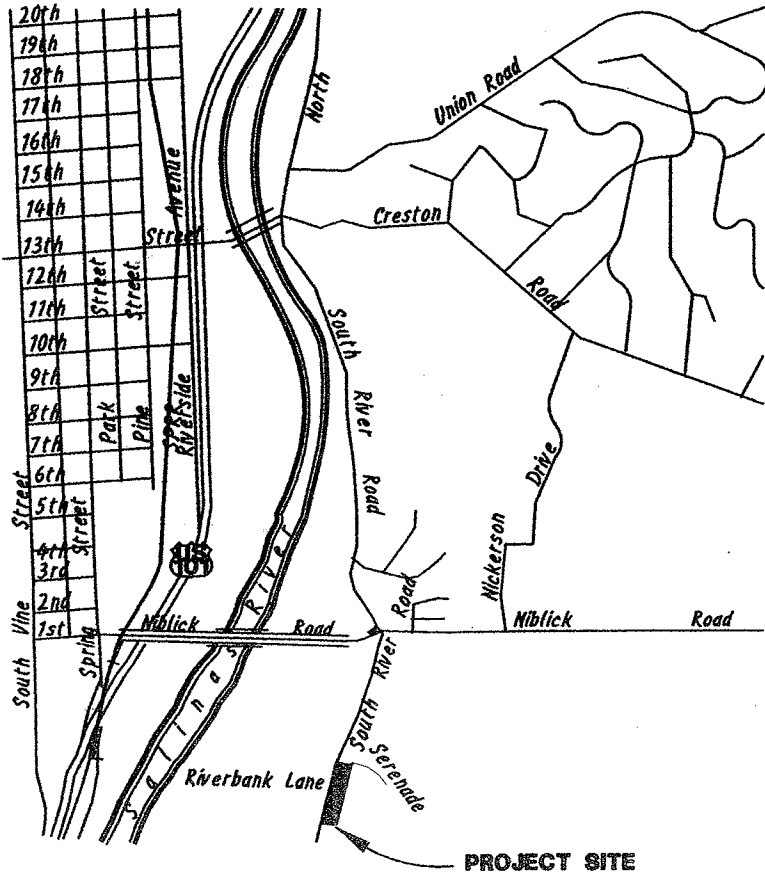 20th
19th
18th
17th
16th
15th
14th
13th
12th
11th
10th
9th
8th
7th
6th
5th
4th
3rd
2nd
1st
North
Union Road
Avenue
Street
Creston
Road
Street
Street
South
River
Road
Park
Pine
Riverside
Street
Street
South Vine
Spring
US
101
Salinas River
Niblick Road
Road
Nickerson Drive
Niblick Road
South River
Riverbank Lane
Serenade
PROJECT SITE